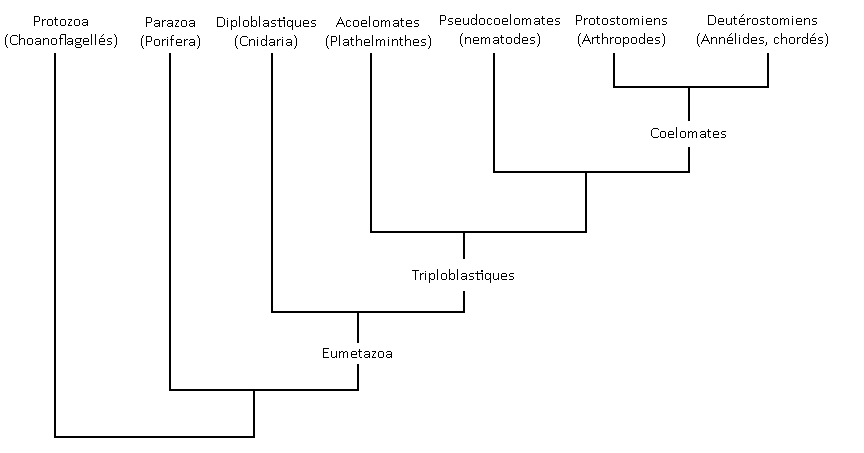 Protozoa
(Choanoflagellés)
Parazoa
(Porifera)
Diploblastiques
(Cnidaria)
Acoelomates
(Plathelminthes)
Pseudocoelomates
(nematodes)
Protostomiens
(Arthropodes)
Deutérostomiens
(Annélides, chordés)
Coelomates
Triploblastiques
Eumetazoa